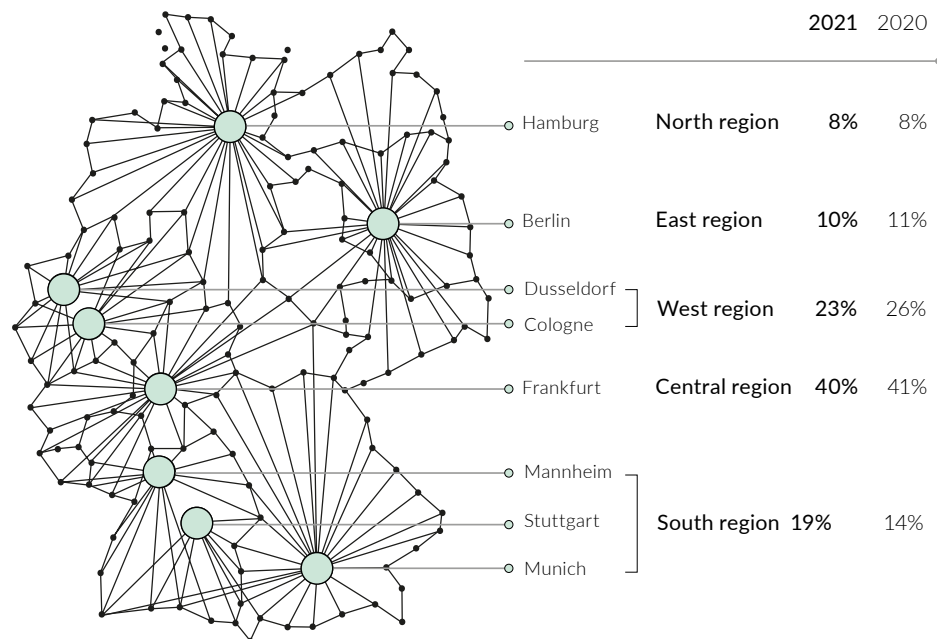 2021 2020
Hamburg North region 8% 8%
Berlin East region 10% 11%
Dusseldorf
West region 23% 26%
Cologne
Frankfurt Central region 40% 41%
Mannheim
Stuttgart South region 19% 14%
Munich